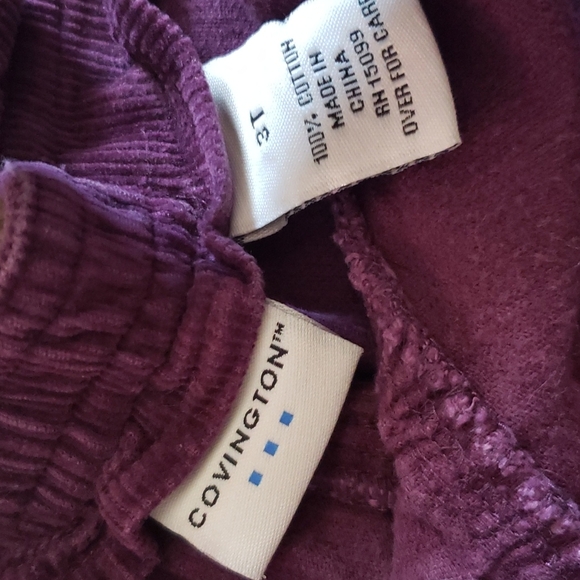 3T
100% COTTON
MADE IN
CHINA
RN 15099
OVER FOR CARE
COVINGTON™